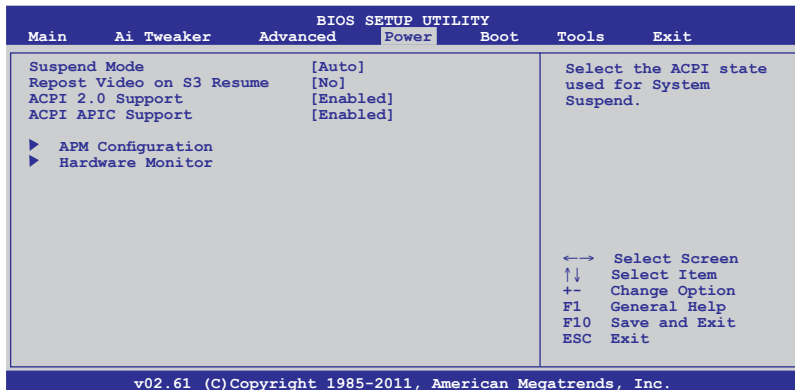 BIOS SETUP UTILITY
Main Ai Tweaker Advanced Power Boot Tools Exit
Suspend Mode [Auto]
Repost Video on S3 Resume [No]
ACPI 2.0 Support [Enabled]
ACPI APIC Support [Enabled]
APM Configuration
Hardware Monitor
Select the ACPI state
used for System
Suspend.
←→ Select Screen
↑↓ Select Item
+- Change Option
F1 General Help
F10 Save and Exit
ESC Exit
v02.61 (C)Copyright 1985-2011, American Megatrends, Inc.